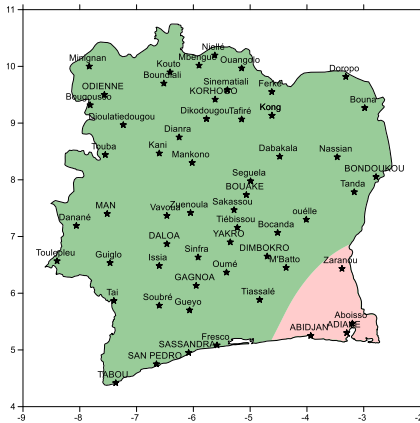 11
Niellé
Mbengué
Ouangolo
Minignan
Kouto
Doropo
10
Boundiali
Sinematiali
Ferké
ODIENNE
KORHOGO
Bougousso
Bouna
Dikodougou
Tafiré
Kong
9
Dioulatiedougou
Dianra
Touba
Kani
Mankono
Dabakala
Nassian
BONDOUKOU
8
Seguela
BOUAKE
Tanda
MAN
Vavoua
Zuenoula
Sakassou
ouélle
Danané
Tiébissou
Bocanda
7
DALOA
YAKRO
Toulepleu
Guiglo
Issia
Sinfra
DIMBOKRO
M'Batto
Zaranou
Oumé
GAGNOA
6
Tai
Soubré
Gueyo
Tiassalé
Aboisso
ABIDJAN
ADIAKE
Fresco
SASSANDRA
5
SAN PEDRO
TABOU
4
-9
-8
-7
-6
-5
-4
-3
-2